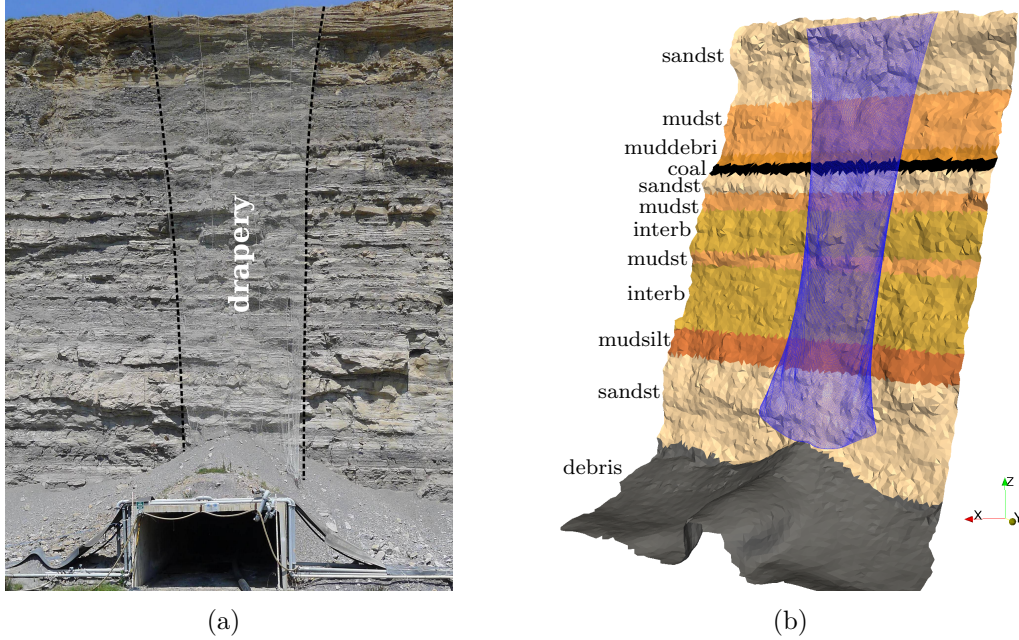 drapery
sandst
mudst
muddebri
coal
sandst
mudst
interb
mudst
interb
mudsilt
sandst
debris
Z
X
Y
(a)
(b)